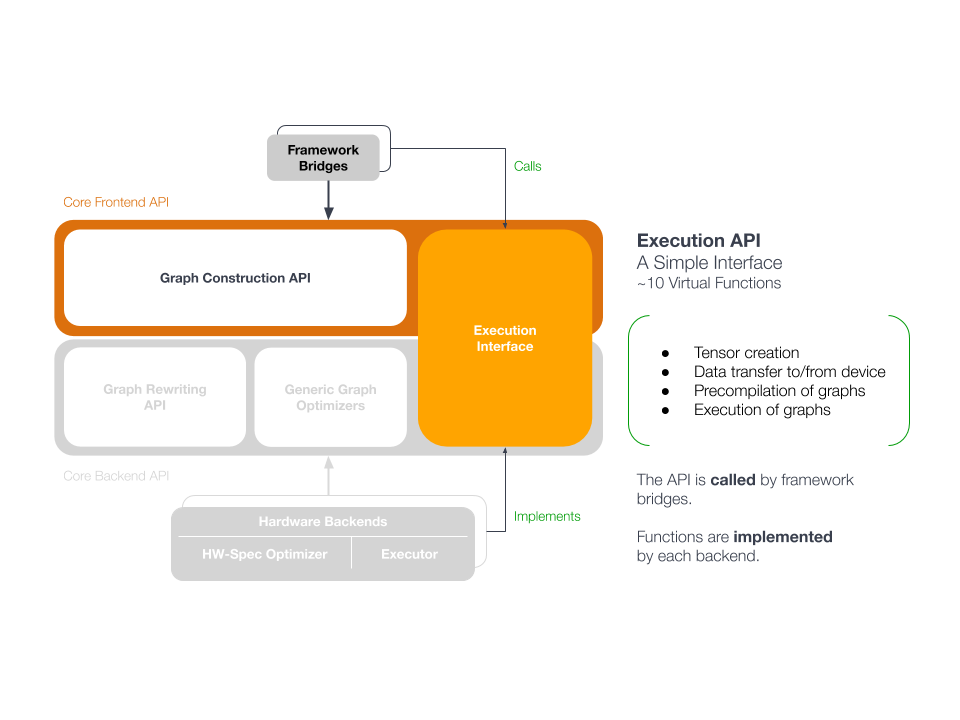 Framework
Bridges
Calls
Core Frontend API
Graph Construction API
Execution
Interface
Graph Rewriting
API
Generic Graph
Optimizers
Core Backend API
Hardware Backends
HW-Spec Optimizer
Executor
Implements
Execution API
A Simple Interface
~10 Virtual Functions
● Tensor creation
● Data transfer to/from device
● Precompilation of graphs
● Execution of graphs
The API is called by framework
bridges.
Functions are implemented
by each backend.